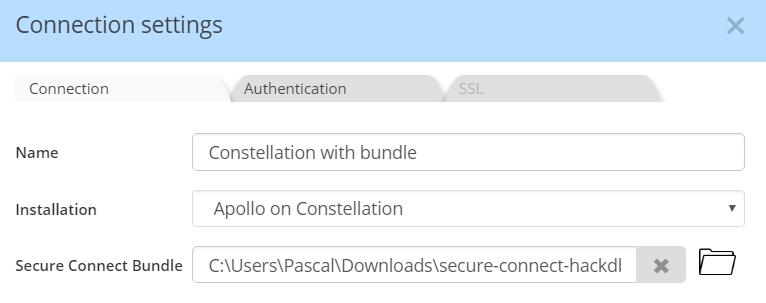 Connection settings
Connection Authentication SSL
Name Constellation with bundle
Installation Apollo on Constellation
Secure Connect Bundle C:\Users\Pascal\Downloads\secure-connect-hackdb